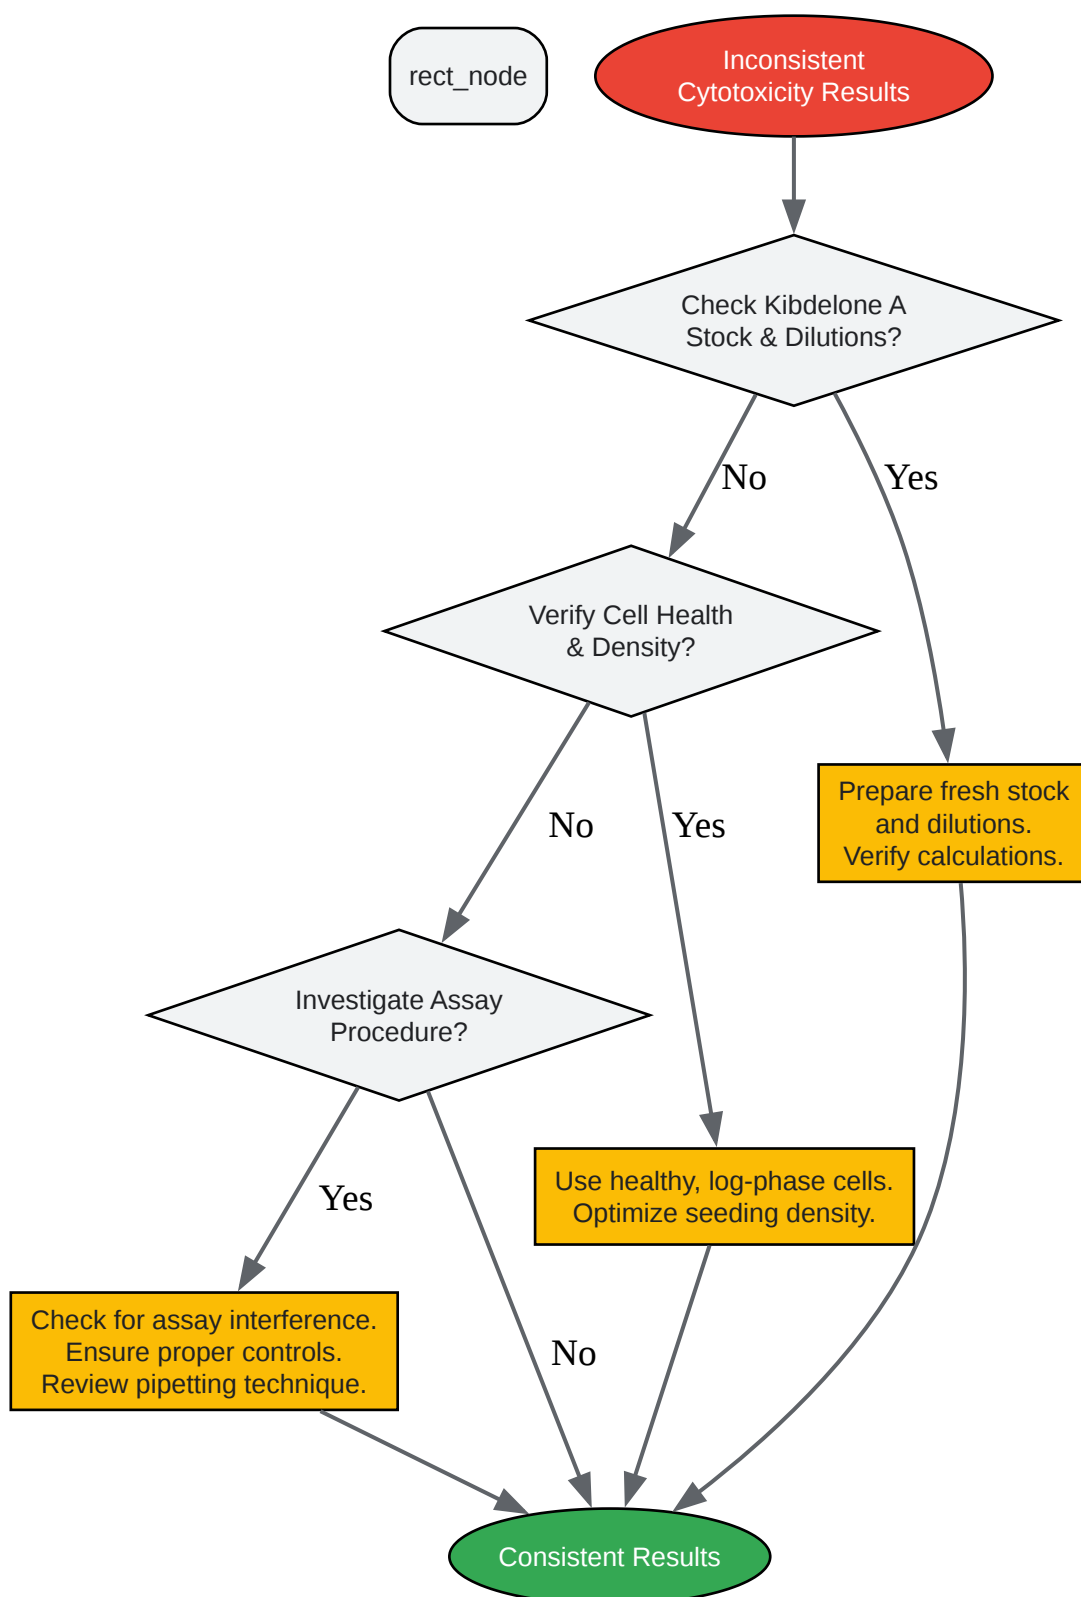 rect_node
Inconsistent
Cytotoxicity Results
Check Kibdelone A
Stock & Dilutions?
No
Yes
Verify Cell Health
& Density?
Prepare fresh stock
and dilutions.
Verify calculations.
No
Yes
Investigate Assay
Procedure?
Use healthy, log-phase cells.
Optimize seeding density.
Yes
No
Check for assay interference.
Ensure proper controls.
Review pipetting technique.
Consistent Results